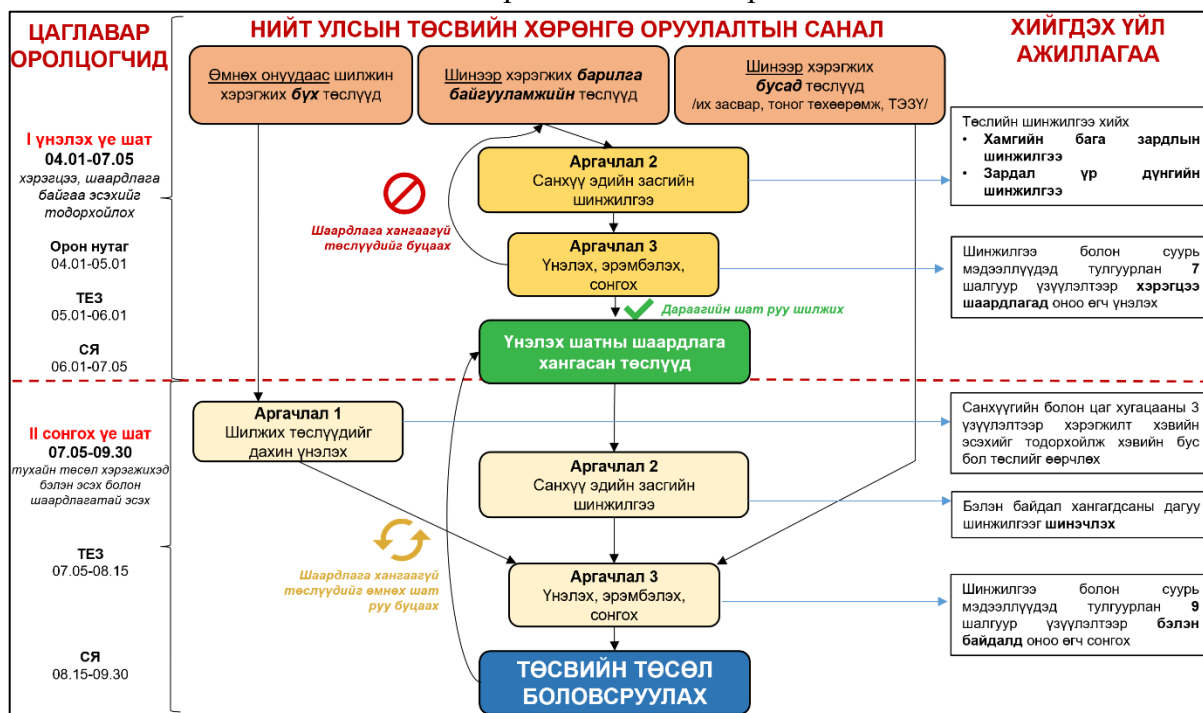 ЦАГЛАВАР
ОРОЛЦОГЧИД
НИЙТ УЛСЫН ТӨСВИЙН ХӨРӨНГӨ ОРУУЛАЛТЫН САНАЛ
ХИЙГДЭХ ҮЙЛ
АЖИЛЛАГАА
Өмнөх онуудаас шилжин
хэрэгжих бүх төслүүд
Шинээр хэрэгжих барилга
байгууламжийн төслүүд
Шинээр хэрэгжих
бусад төслүүд
/их засвар, тоног төхөөрөмж, ТЭЗҮ/
I үнэлэх үе шат
04.01-07.05
хэрэгцээ, шаардлага
байгаа эсэхийг
тодорхойлох
Орон нутаг
04.01-05.01
ТЕЗ
05.01-06.01
СЯ
06.01-07.05
Аргачлал 2
Санхүү эдийн засгийн
шинжилгээ
Шаардлага хангаагүй
төслүүдийг буцаах
Аргачлал 3
Үнэлэх, эрэмбэлэх,
сонгох
Дараагийн шат руу шилжих
Үнэлэх шатны шаардлага
хангасан төслүүд
Төслийн шинжилгээ хийх
• Хамгийн бага зардлын
шинжилгээ
• Зардал үр дүнгийн
шинжилгээ
Шинжилгээ болон суурь
мэдээллүүдэд тулгуурлан 7
шалгуур үзүүлэлтээр хэрэгцээ
шаардлагад оноо өгч үнэлэх
II сонгох үе шат
07.05-09.30
тухайн төсөл хэрэгжихэд
бэлэн эсэх болон
шаардлагатай эсэх
ТЕЗ
07.05-08.15
СЯ
08.15-09.30
Аргачлал 1
Шилжих төслүүдийг
дахин үнэлэх
Аргачлал 2
Санхүү эдийн засгийн
шинжилгээ
Шаардлага хангаагүй
төслүүдийг өмнөх шат
руу буцаах
Аргачлал 3
Үнэлэх, эрэмбэлэх,
сонгох
ТӨСВИЙН ТӨСӨЛ
БОЛОВСРУУЛАХ
Санхүүгийн болон цаг хугацааны 3
үзүүлэлтээр хэрэгжилт хэвийн
эсэхийг тодорхойлж хэвийн бус
бол төслийг өөрчлөх
Бэлэн байдал хангагдсаны дагуу
шинжилгээг шинэчлэх
Шинжилгээ болон суурь
мэдээллүүдэд тулгуурлан 9
шалгуур үзүүлэлтээр бэлэн
байдалд оноо өгч сонгох